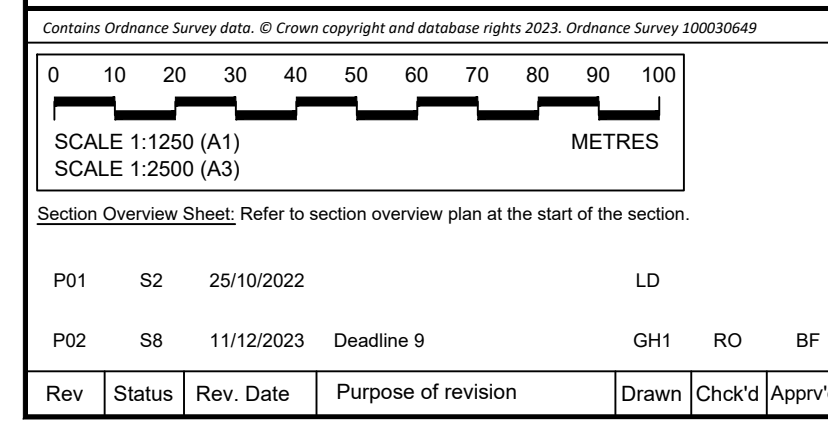 Contains Ordnance Survey data. © Crown copyright and database rights 2023. Ordnance Survey 100030649
0 10 20 30 40 50 60 70 80 90 100
SCALE 1:1250 (A1) METRES
SCALE 1:2500 (A3)
Section Overview Sheet: Refer to section overview plan at the start of the section.
P01 S2 25/10/2022 LD
P02 S8 11/12/2023 Deadline 9 GH1 RO BF
Rev Status Rev. Date Purpose of revision Drawn Chck'd Apprv'